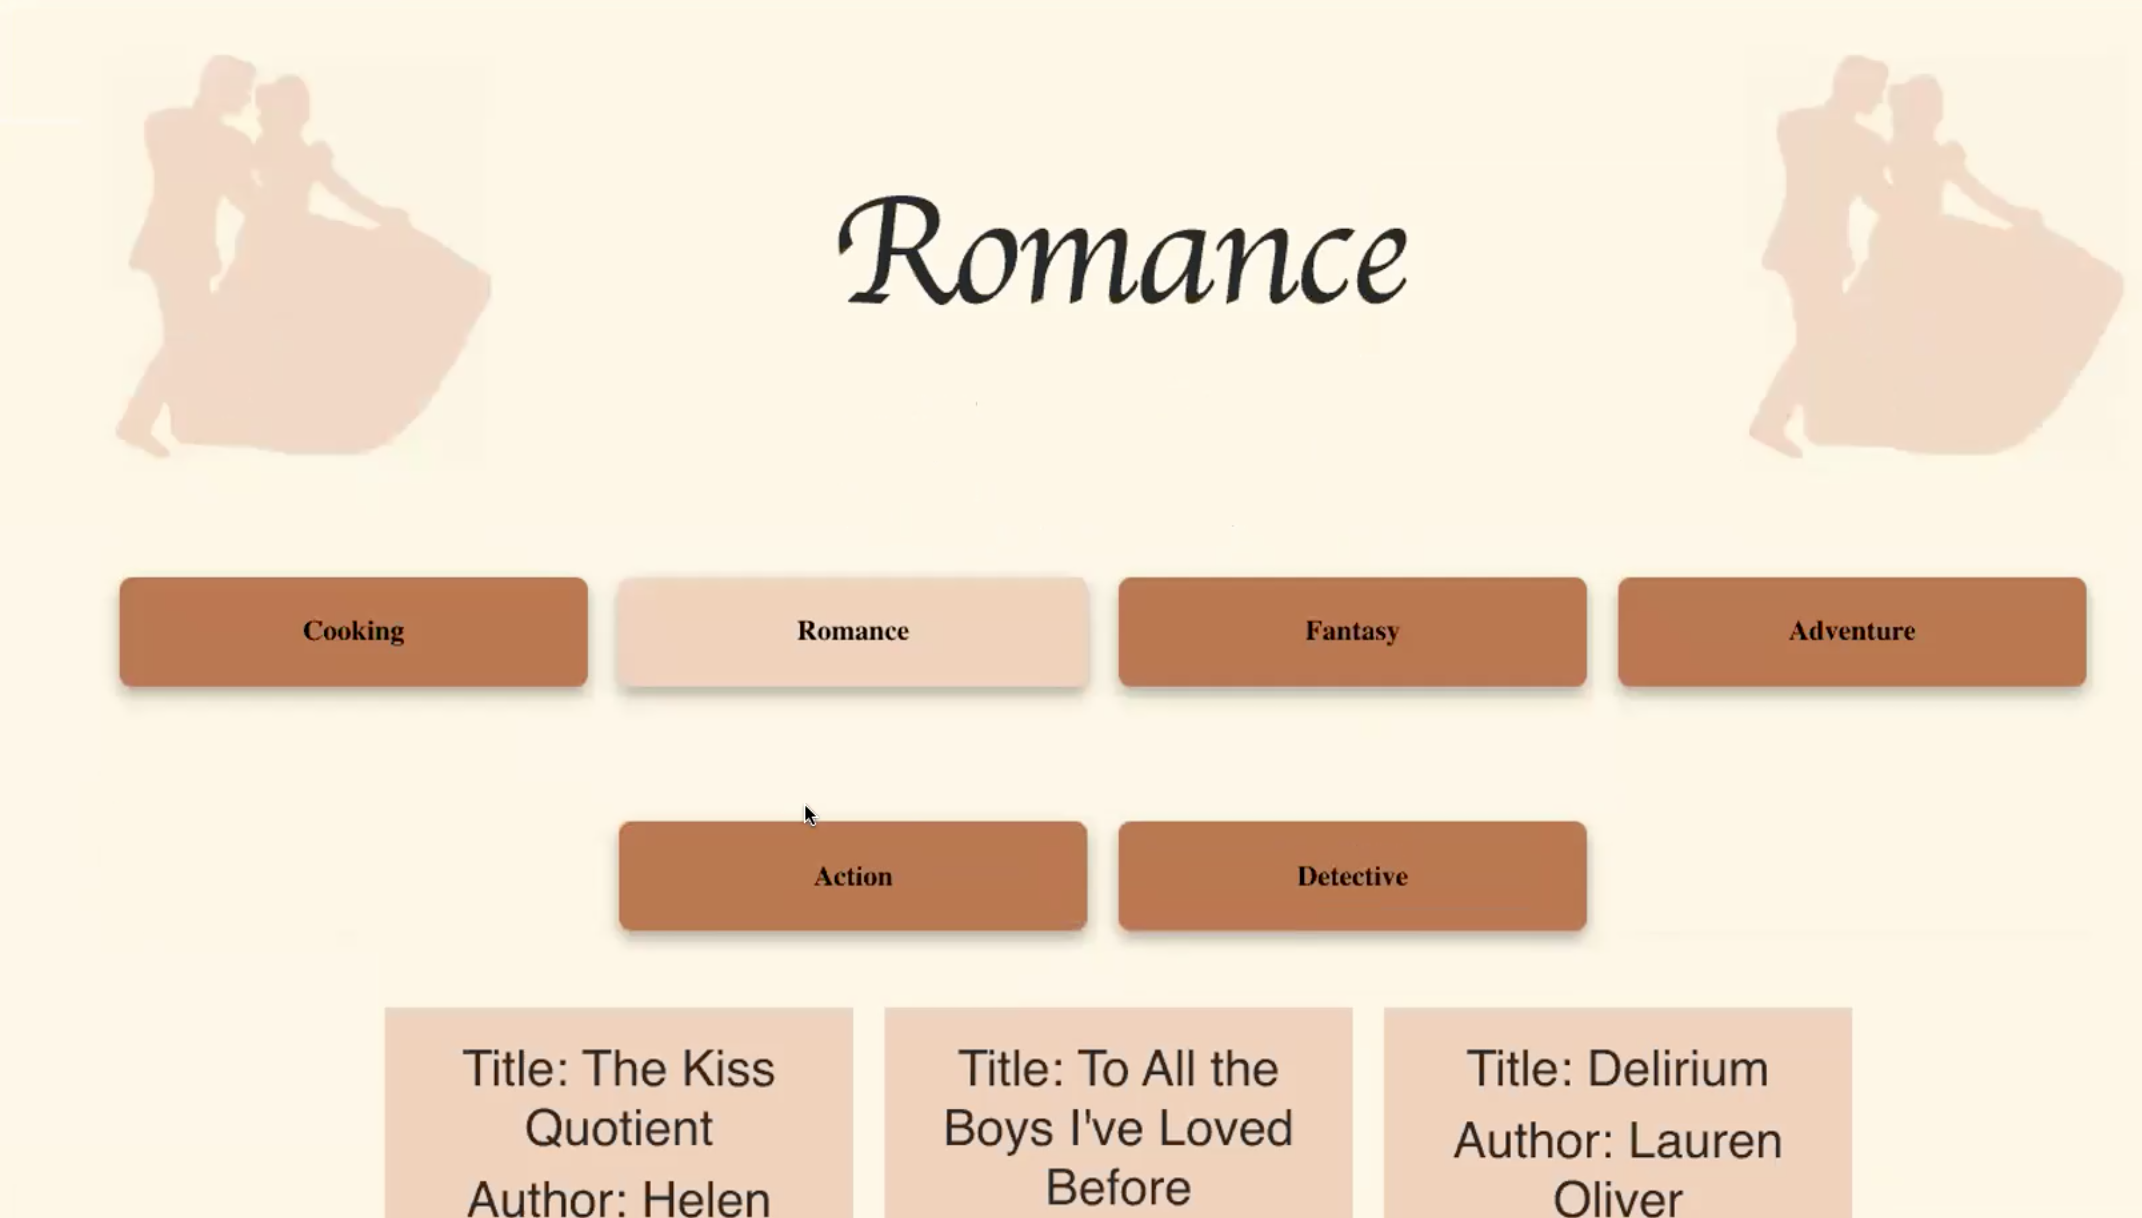 Romance
Cooking
Romance
Fantasy
Adventure
Action
Detective
Title: The Kiss
Quotient
Author: Helen
Title: To All the
Boys I've Loved
Before
Title: Delirium
Author: Lauren
Oliver